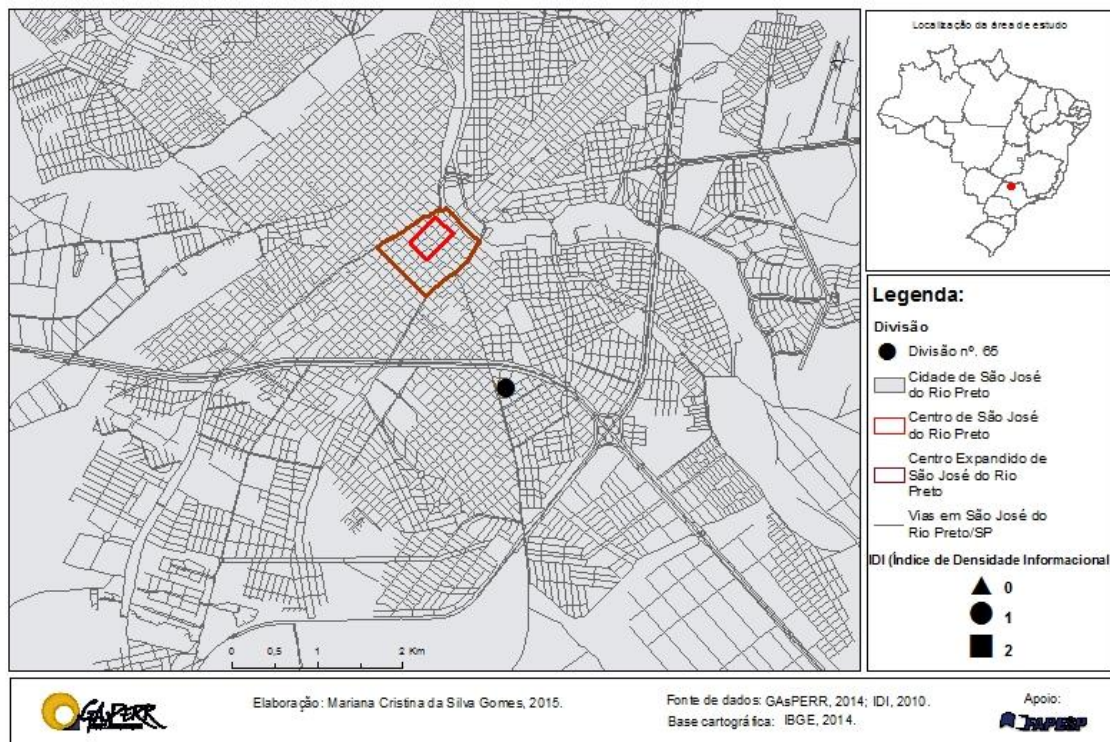 Localização da área de estudo
Legenda:
Divisão
Divisão nº. 65
Cidade de São José
do Rio Preto
Centro de São José
do Rio Preto
Centro Expandido de
São José do Rio
Preto
Vias em São José do
Rio Preto/SP
IDI (Índice de Densidade Informacional
0
1
2
0 0,5 1 2 Km
GAsPERR
Elaboração: Mariana Cristina da Silva Gomes, 2015.
Fonte de dados: GAsPERR, 2014; IDI, 2010.
Base cartográfica: IBGE, 2014.
Apoio:
FAPESP